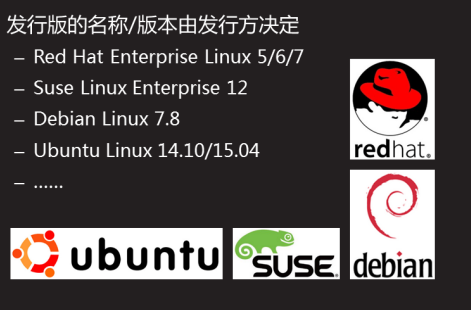 发行版的名称/版本由发行方决定
– Red Hat Enterprise Linux 5/6/7
– Suse Linux Enterprise 12
– Debian Linux 7.8
– Ubuntu Linux 14.10/15.04
– ......
redhat.
ubuntu
SUSE
debian